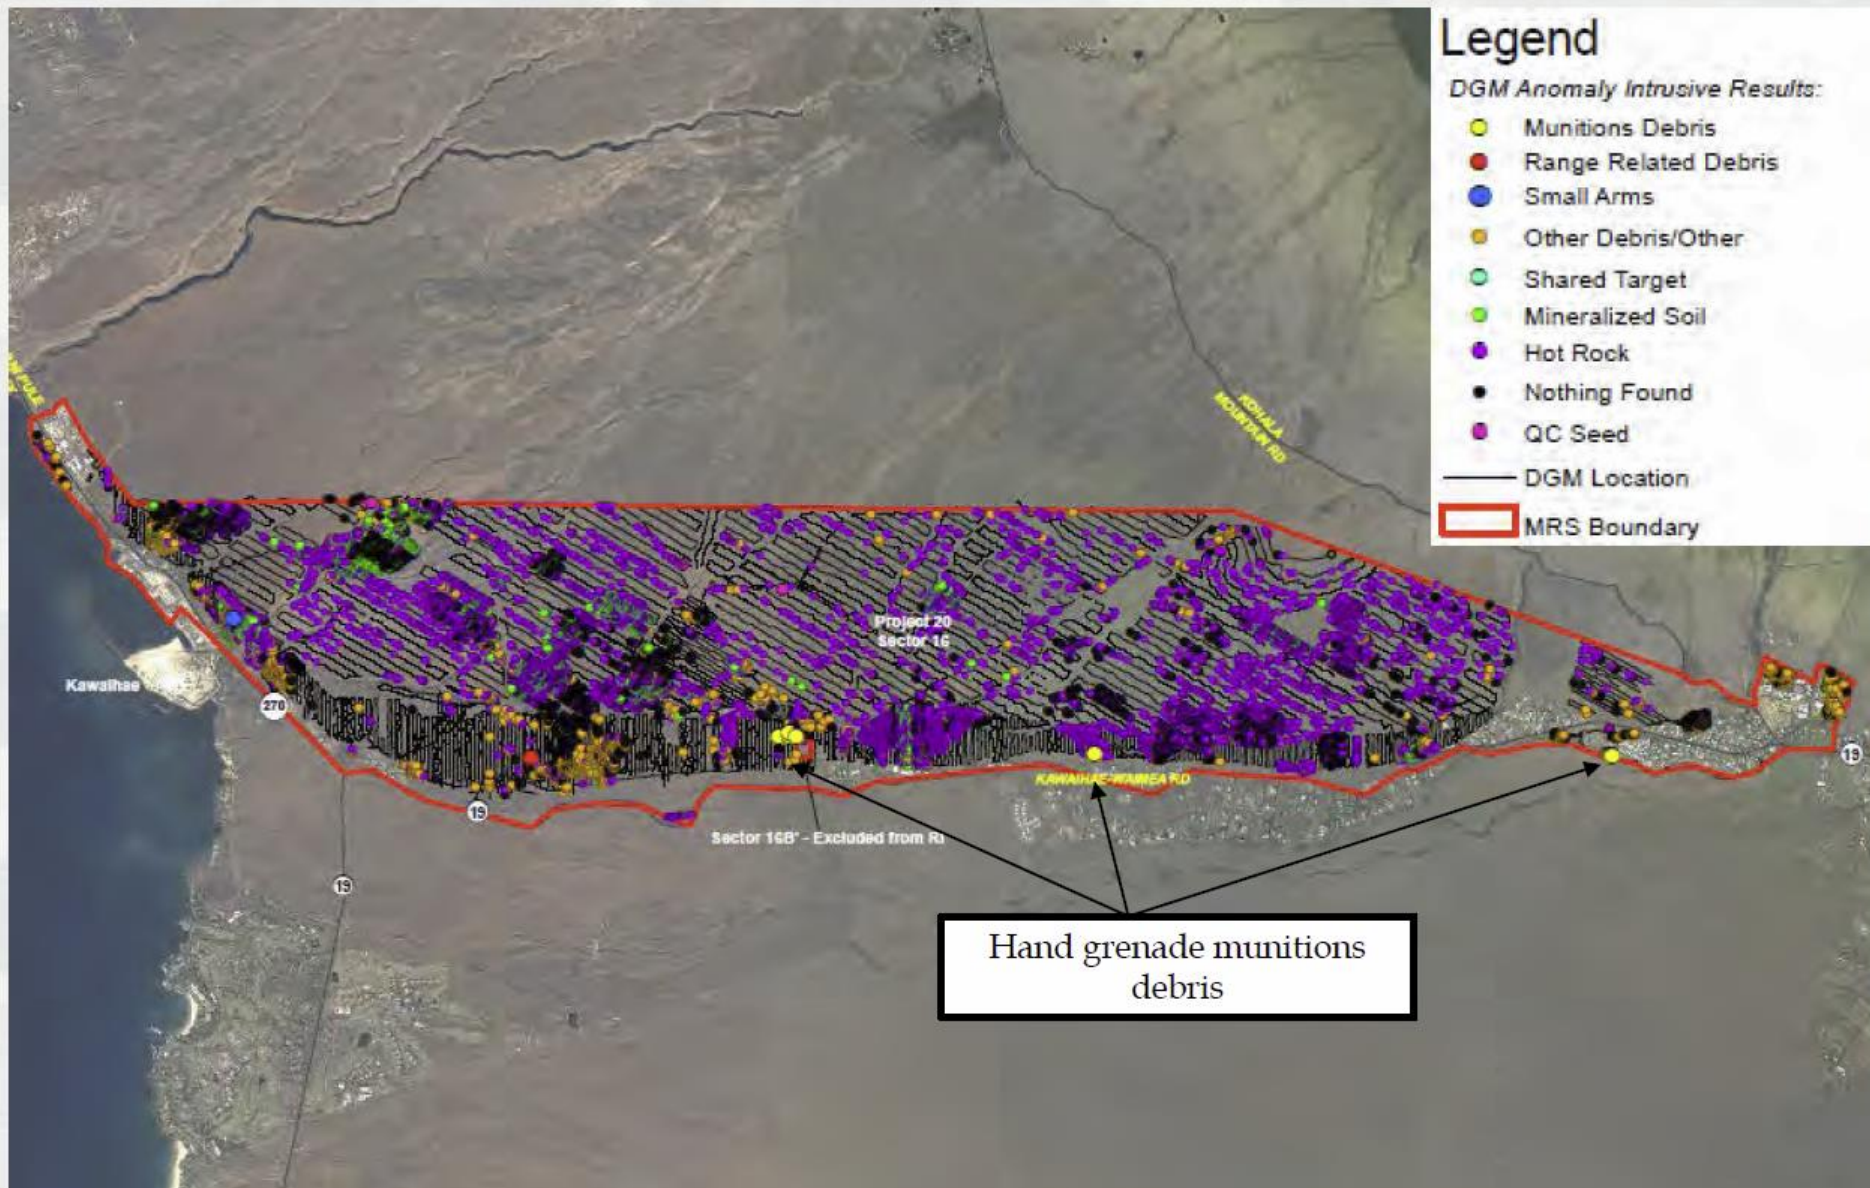 Legend
DGM Anomaly Intrusive Results:
Munitions Debris
Range Related Debris
Small Arms
Other Debris/Other
Shared Target
Mineralized Soil
Hot Rock
Nothing Found
QC Seed
DGM Location
MRS Boundary
PULE
KOHALA
MOUNTAIN RD
Project 20
Sector 16
Kawaihae
270
19
KAWAIHAE-WAIMEA RD
19
Sector 16B* - Excluded from RI
19
Hand grenade munitions
debris